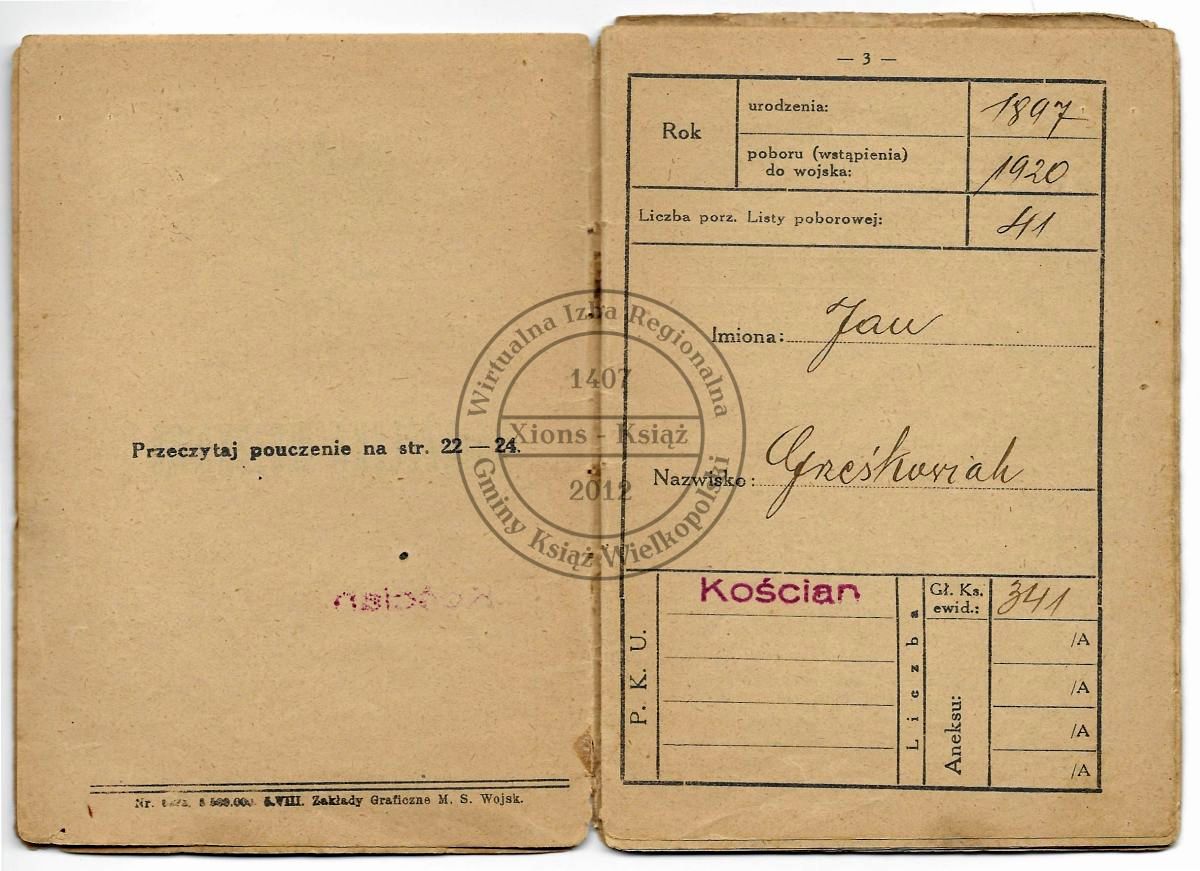 Przeczytaj pouczenie na str. 22 — 24.
Kościan
Nr. VIII. Zakłady Graficzne M. S. Wojsk.
— 3 —
Rok
urodzenia: 1897
poboru (wstąpienia)
do wojska: 1920
Liczba porz. Listy poborowej: 41
Imiona: Jan
Nazwisko: Grześkowiak
P. K. U.
Kościan
Liczba
Gł. Ks.
ewid.: 341
Aneksu:
/A
/A
/A
/A
Wirtualna Izba Regionalna
1407
Xions - Książ
2012
Gminy Książ Wielkopolski